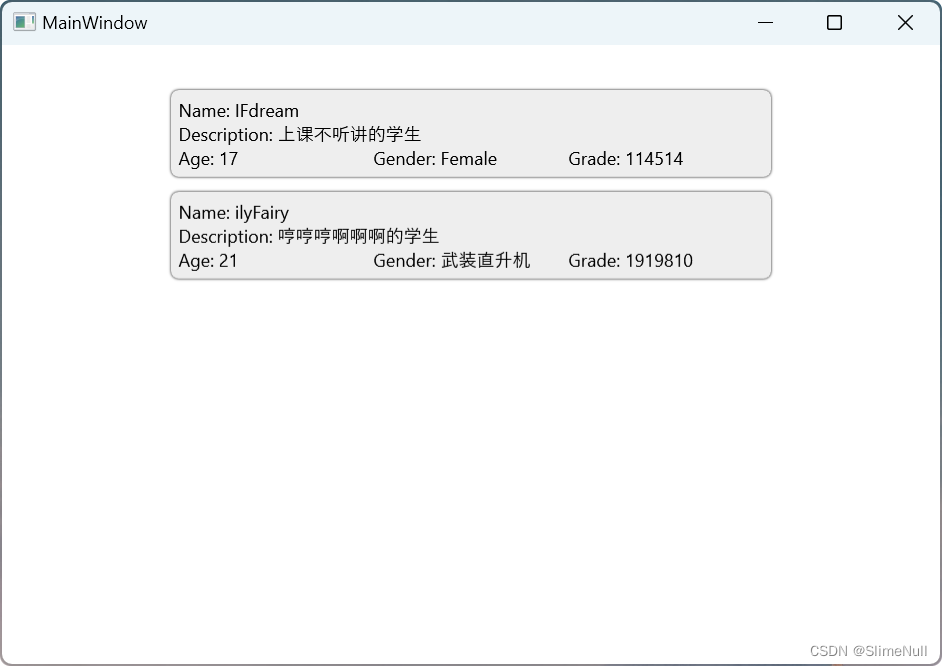 MainWindow
Name: IFdream
Description: 上课不听讲的学生
Age: 17 Gender: Female Grade: 114514
Name: ilyFairy
Description: 哼哼哼啊啊啊的学生
Age: 21 Gender: 武装直升机 Grade: 1919810
CSDN @SlimeNull